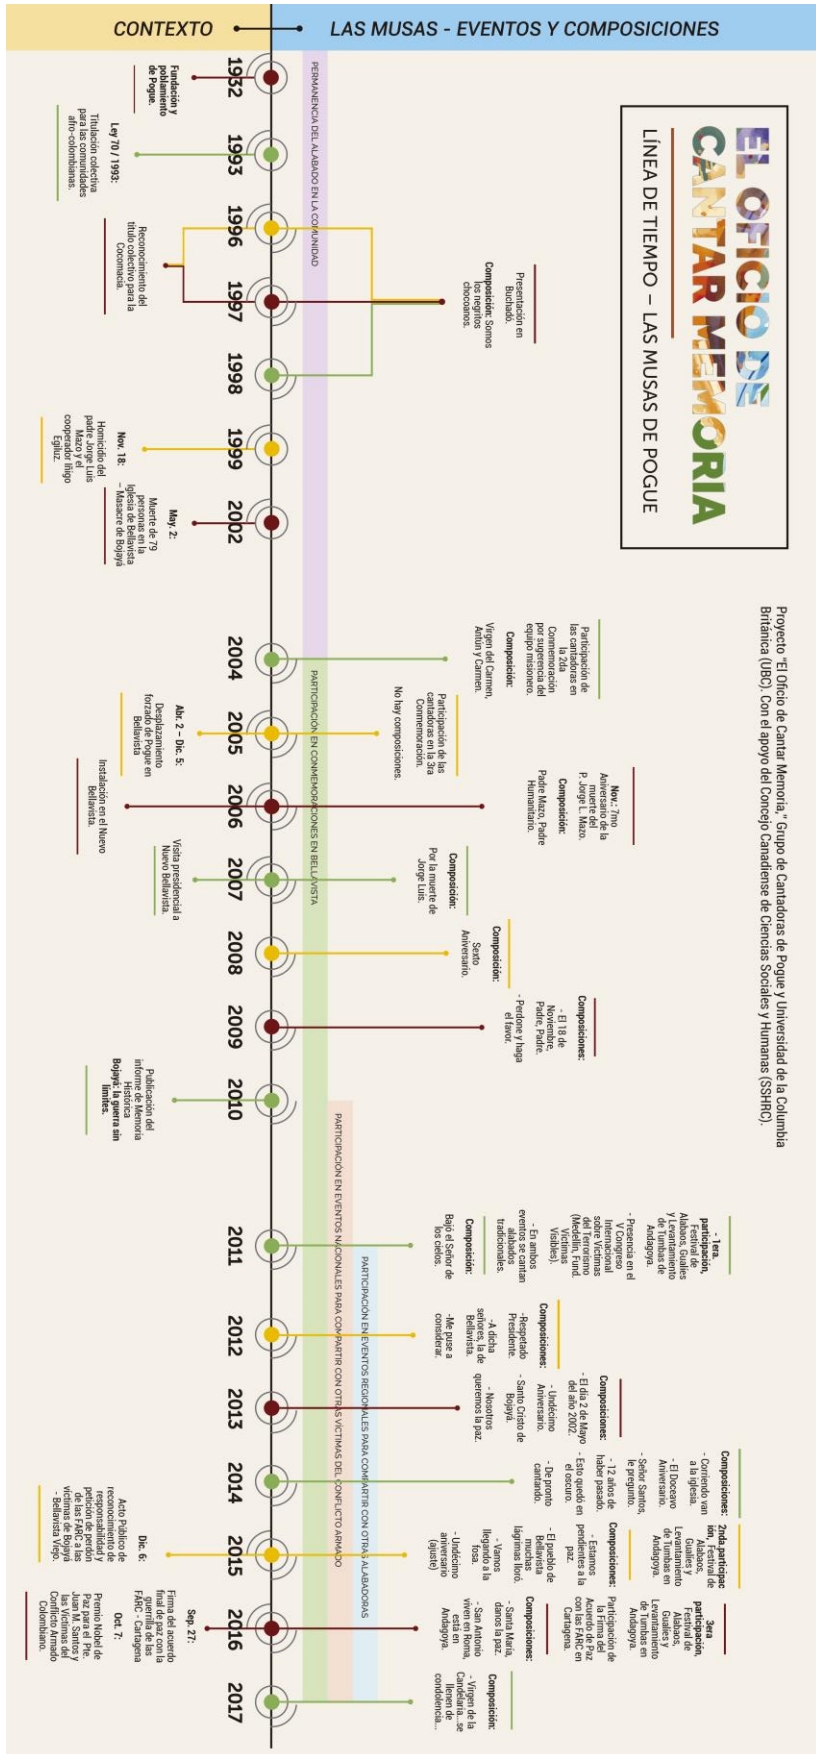 EL OFICIO DE
CANTAR MEMORIA
LÍNEA DE TIEMPO – LAS MUSAS DE POGUE
Proyecto "El Oficio de Cantar Memoria," Grupo de Cantadoras de Pogue y Universidad de la Columbia
Británica (UBC). Con el apoyo del Concejo Canadiense de Ciencias Sociales y Humanas (SSHRC).
LAS MUSAS - EVENTOS Y COMPOSICIONES
Presentación en
Buchadó.
Composición: Somos
los negritos
chocoanos.
Participación de
las cantadoras en
la 2da
Conmemoración
por sugerencia del
equipo misionero.
Composición:
Virgen del Carmen,
Antún y Carmen.
Participación de las
cantadoras en la 3ra
Conmemoración.
No hay composiciones.
Nov.: 7mo
Aniversario de la
muerte del
P. Jorge L. Mazo.
Composición:
Padre Mazo, Padre
Humanitario.
Composición:
Por la muerte de
Jorge Luis.
Composición:
Sexto
Aniversario.
Composiciones:
- El 18 de
Noviembre,
Padre, Padre.
- Perdone y haga
el favor.
- 1era.
participación,
Festival de
Alabaos, Gualíes
y Levantamiento
de Tumbas de
Andagoya.
- Presencia en el
V Congreso
Internacional
sobre Víctimas
del Terrorismo
(Medellín, Fund.
Víctimas
Visibles).
- En ambos
eventos se cantan
alabados
tradicionales.
Composición:
Bajó el Señor de
los cielos.
Composiciones:
-Respetado
Presidente.
-A dicha
señores, la de
Bellavista.
-Me puse a
considerar.
Composiciones:
- El día 2 de Mayo
del año 2002.
- Undécimo
Aniversario.
- Santo Cristo de
Bojayá.
- Nosotros
queremos la paz.
Composiciones:
- Corriendo van
a la iglesia.
- El Doceavo
Aniversario.
- Señor Santos,
le pregunto.
- 12 años de
haber pasado.
- Esto quedó en
el oscuro.
- De pronto
cantando.
2nda.participac
ión, Festival de
Alabaos,
Gualíes y
Levantamiento
de Tumbas en
Andagoya.
Composiciones:
- Estamos
pendientes a la
paz.
- El pueblo de
Bellavista
muchas
lágrimas lloró.
- Vamos
llegando a la
fosa.
- Undécimo
aniversario
(ajuste)
3era
participación,
Festival de
Alabaos,
Gualíes y
Levantamiento
de Tumbas en
Andagoya.
Participación de
la Firma del
Acuerdo de Paz
con las FARC en
Cartagena.
Composiciones:
- Santa María,
danos la paz.
- San Antonio
viven en Roma,
está en
Andagoya.
Composición:
- Virgen de la
Candelaria...se
llenen de
condolencia...
PARTICIPACIÓN EN EVENTOS REGIONALES PARA COMPARTIR CON OTRAS ALABADORAS
PARTICIPACIÓN EN EVENTOS NACIONALES PARA COMPARTIR CON OTRAS VÍCTIMAS DEL CONFLICTO ARMADO
PERMANENCIA DEL ALABADO EN LA COMUNIDAD
PARTICIPACIÓN EN CONMEMORACIONES EN BELLAVISTA
1932
1993
1996
1997
1998
1999
2002
2004
2005
2006
2007
2008
2009
2010
2011
2012
2013
2014
2015
2016
2017
CONTEXTO
Fundación y
poblamiento
de Pogue.
Ley 70 / 1993:
Titulación colectiva
para las comunidades
afro-colombianas.
Reconocimiento del
título colectivo para la
Cocomacia.
Nov. 18:
Homicidio del
padre Jorge Luis
Mazo y el
cooperador Iñigo
Egiluz.
May. 2:
Muerte de 79
personas en la
Iglesia de Bellavista
– Masacre de Bojayá
Abr. 2 – Dic. 5:
Desplazamiento
forzado de Pogue en
Bellavista
Instalación en el Nuevo
Bellavista.
Visita presidencial a
Nuevo Bellavista.
Publicación del
informe de Memoria
Histórica
Bojayá: la guerra sin
límites.
Dic. 6:
Acto Público de
reconocimiento de
responsabilidad y
petición de perdón
de las FARC a las
víctimas de Bojayá
- Bellavista Viejo.
Sep. 27:
Firma del acuerdo
final de paz con la
guerrilla de las
FARC - Cartagena
Oct. 7:
Premio Nobel de
Paz para el Pte.
Juan M. Santos y
las Víctimas del
Conflicto Armado
Colombiano.